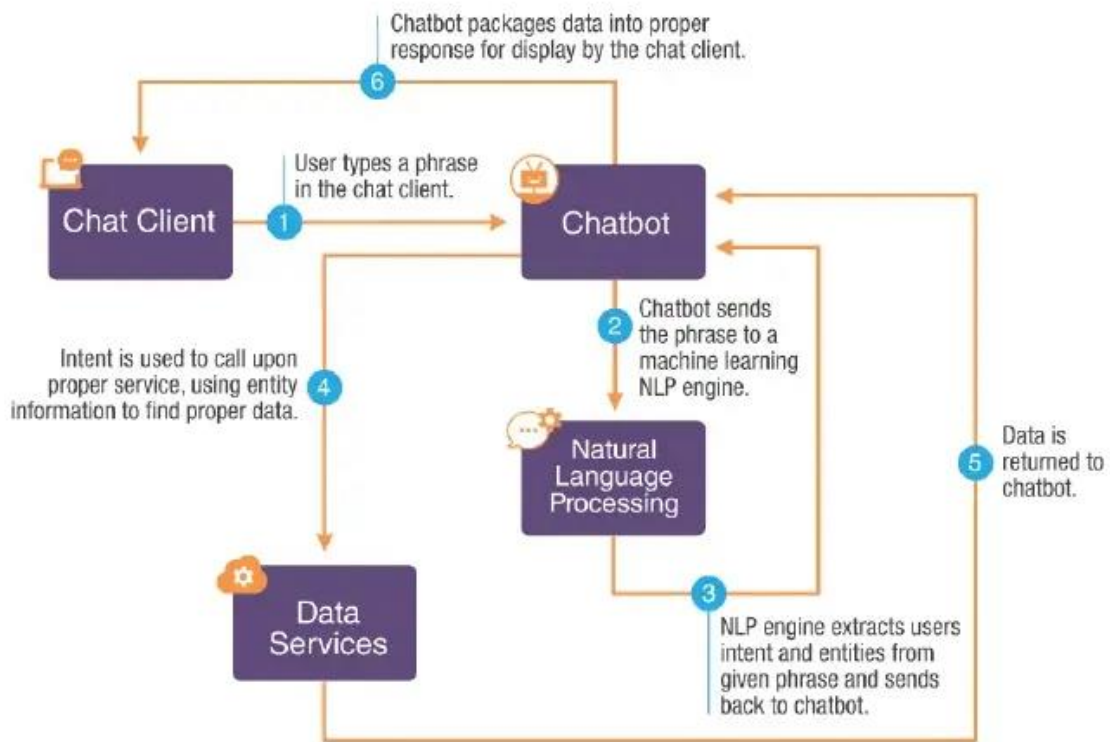 Chatbot packages data into proper
response for display by the chat client.
6
User types a phrase
in the chat client.
Chat Client
1
Chatbot
Chatbot sends
the phrase to a
machine learning
NLP engine.
2
Intent is used to call upon
proper service, using entity
information to find proper data.
4
Natural
Language
Processing
5
Data is
returned to
chatbot.
3
Data
Services
NLP engine extracts users
intent and entities from
given phrase and sends
back to chatbot.